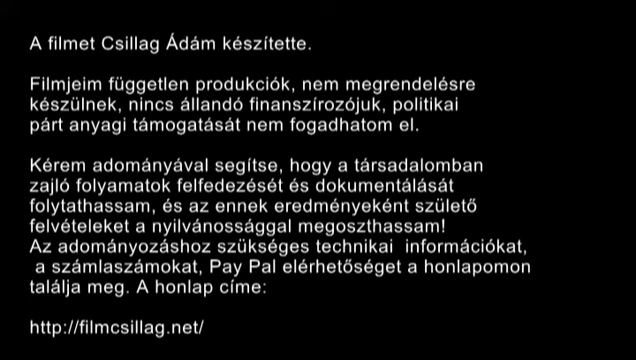 A filmet Csillag Ádám készítette.
Filmjeim független produkciók, nem megrendelésre
készülnek, nincs állandó finanszírozójuk, politikai
párt anyagi támogatását nem fogadhatom el.
Kérem adományával segítse, hogy a társadalomban
zajló folyamatok felfedezését és dokumentálását
folytathassam, és az ennek eredményeként születő
felvételeket a nyilvánossággal megoszthassam!
Az adományozáshoz szükséges technikai információkat,
a számlaszámokat, Pay Pal elérhetőséget a honlapomon
találja meg. A honlap címe:
http://filmcsillag.net/